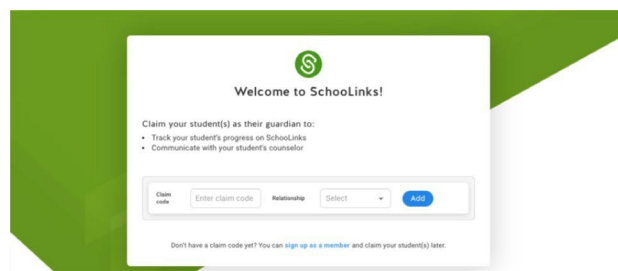 Welcome to SchooLinks!
Claim your student(s) as their guardian to:
• Track your student's progress on SchooLinks
• Communicate with your student's counselor
Claim code Enter claim code Relationship Select Add
Don't have a claim code yet? You can sign up as a member and claim your student(s) later.